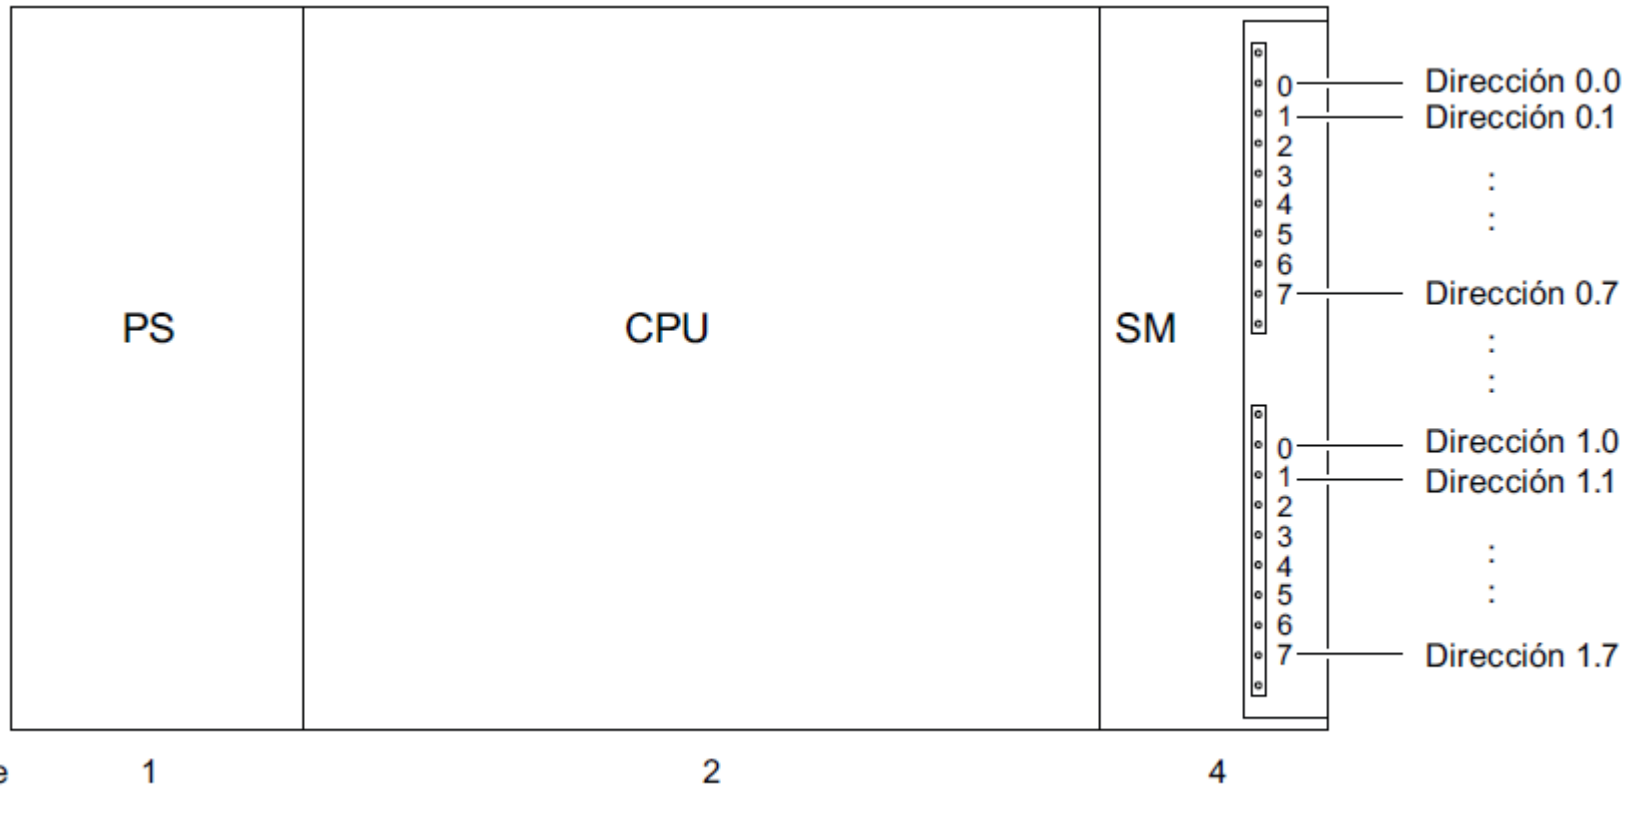 PS
CPU
SM
0
1
2
3
4
5
6
7
0
1
2
3
4
5
6
7
Dirección 0.0
Dirección 0.1
:
:
Dirección 0.7
:
:
Dirección 1.0
Dirección 1.1
:
:
Dirección 1.7
e 1 2 4